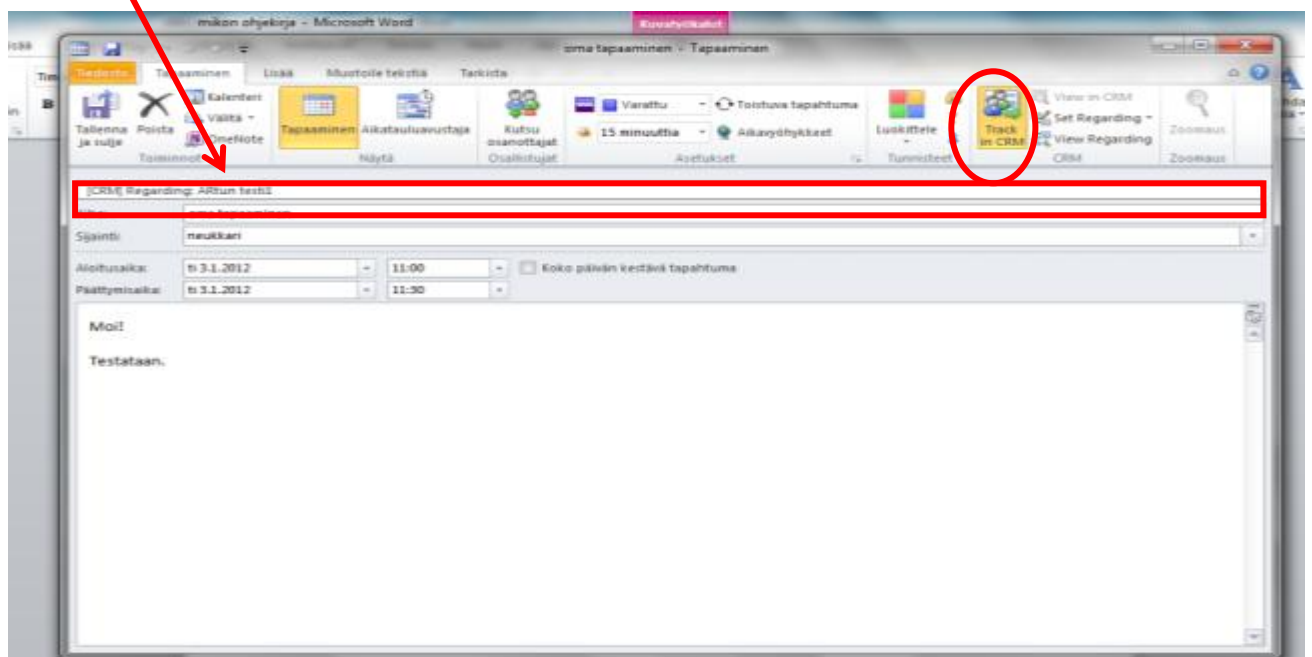 mikon ohjekirja - Microsoft Word
Kuvatyökalut
oma tapaaminen - Tapaaminen
Tiedosto Tapaaminen Lisää Muotoile tekstiä Tarkista
Tim
B
Tallenna ja sulje
Poista
Kalenteri
Välitä
OneNote
Toiminnot
Tapaaminen
Aikatauluavustaja
Näytä
Kutsu osanottajat
Osallistujat
Varattu
Toistuva tapahtuma
15 minuuttia
Aikavyöhykkeet
Asetukset
Luokittele
Tunnisteet
Track in CRM
View in CRM
Set Regarding
View Regarding
CRM
Zoomaus
Zoomaus
[CRM] Regarding: ARtun testi1
oma tapaaminen
Sijainti: neukkari
Aloitusaika: ti 3.1.2012 11:00 Koko päivän kestävä tapahtuma
Päättymisaika: ti 3.1.2012 11:30
Moi!
Testataan.